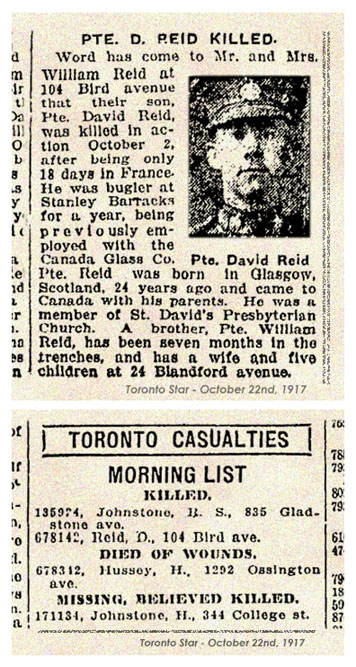 PTE. D. REID KILLED.
Word has come to Mr. and Mrs.
William Reid at
104 Bird avenue
that their son,
Pte. David Reid,
was killed in ac-
tion October 2,
after being only
18 days in France.
He was bugler at
Stanley Barracks
for a year, being
previously em-
ployed with the
Canada Glass Co.
Pte. David Reid
Pte. Reid was born in Glasgow,
Scotland, 24 years ago and came to
Canada with his parents. He was a
member of St. David's Presbyterian
Church. A brother, Pte. William
Reid, has been seven months in the
trenches, and has a wife and five
children at 24 Blandford avenue.
Toronto Star - October 22nd, 1917
TORONTO CASUALTIES
MORNING LIST
KILLED.
Johnstone, S., 835 Glad-
stone ave.
678142, Reid, D., 104 Bird ave.
DIED OF WOUNDS.
678312, Hussey, H., 1292 Ossington
ave.
MISSING, BELIEVED KILLED.
171134, Johnstone, H., 344 College st.
Toronto Star - October 22nd, 1917